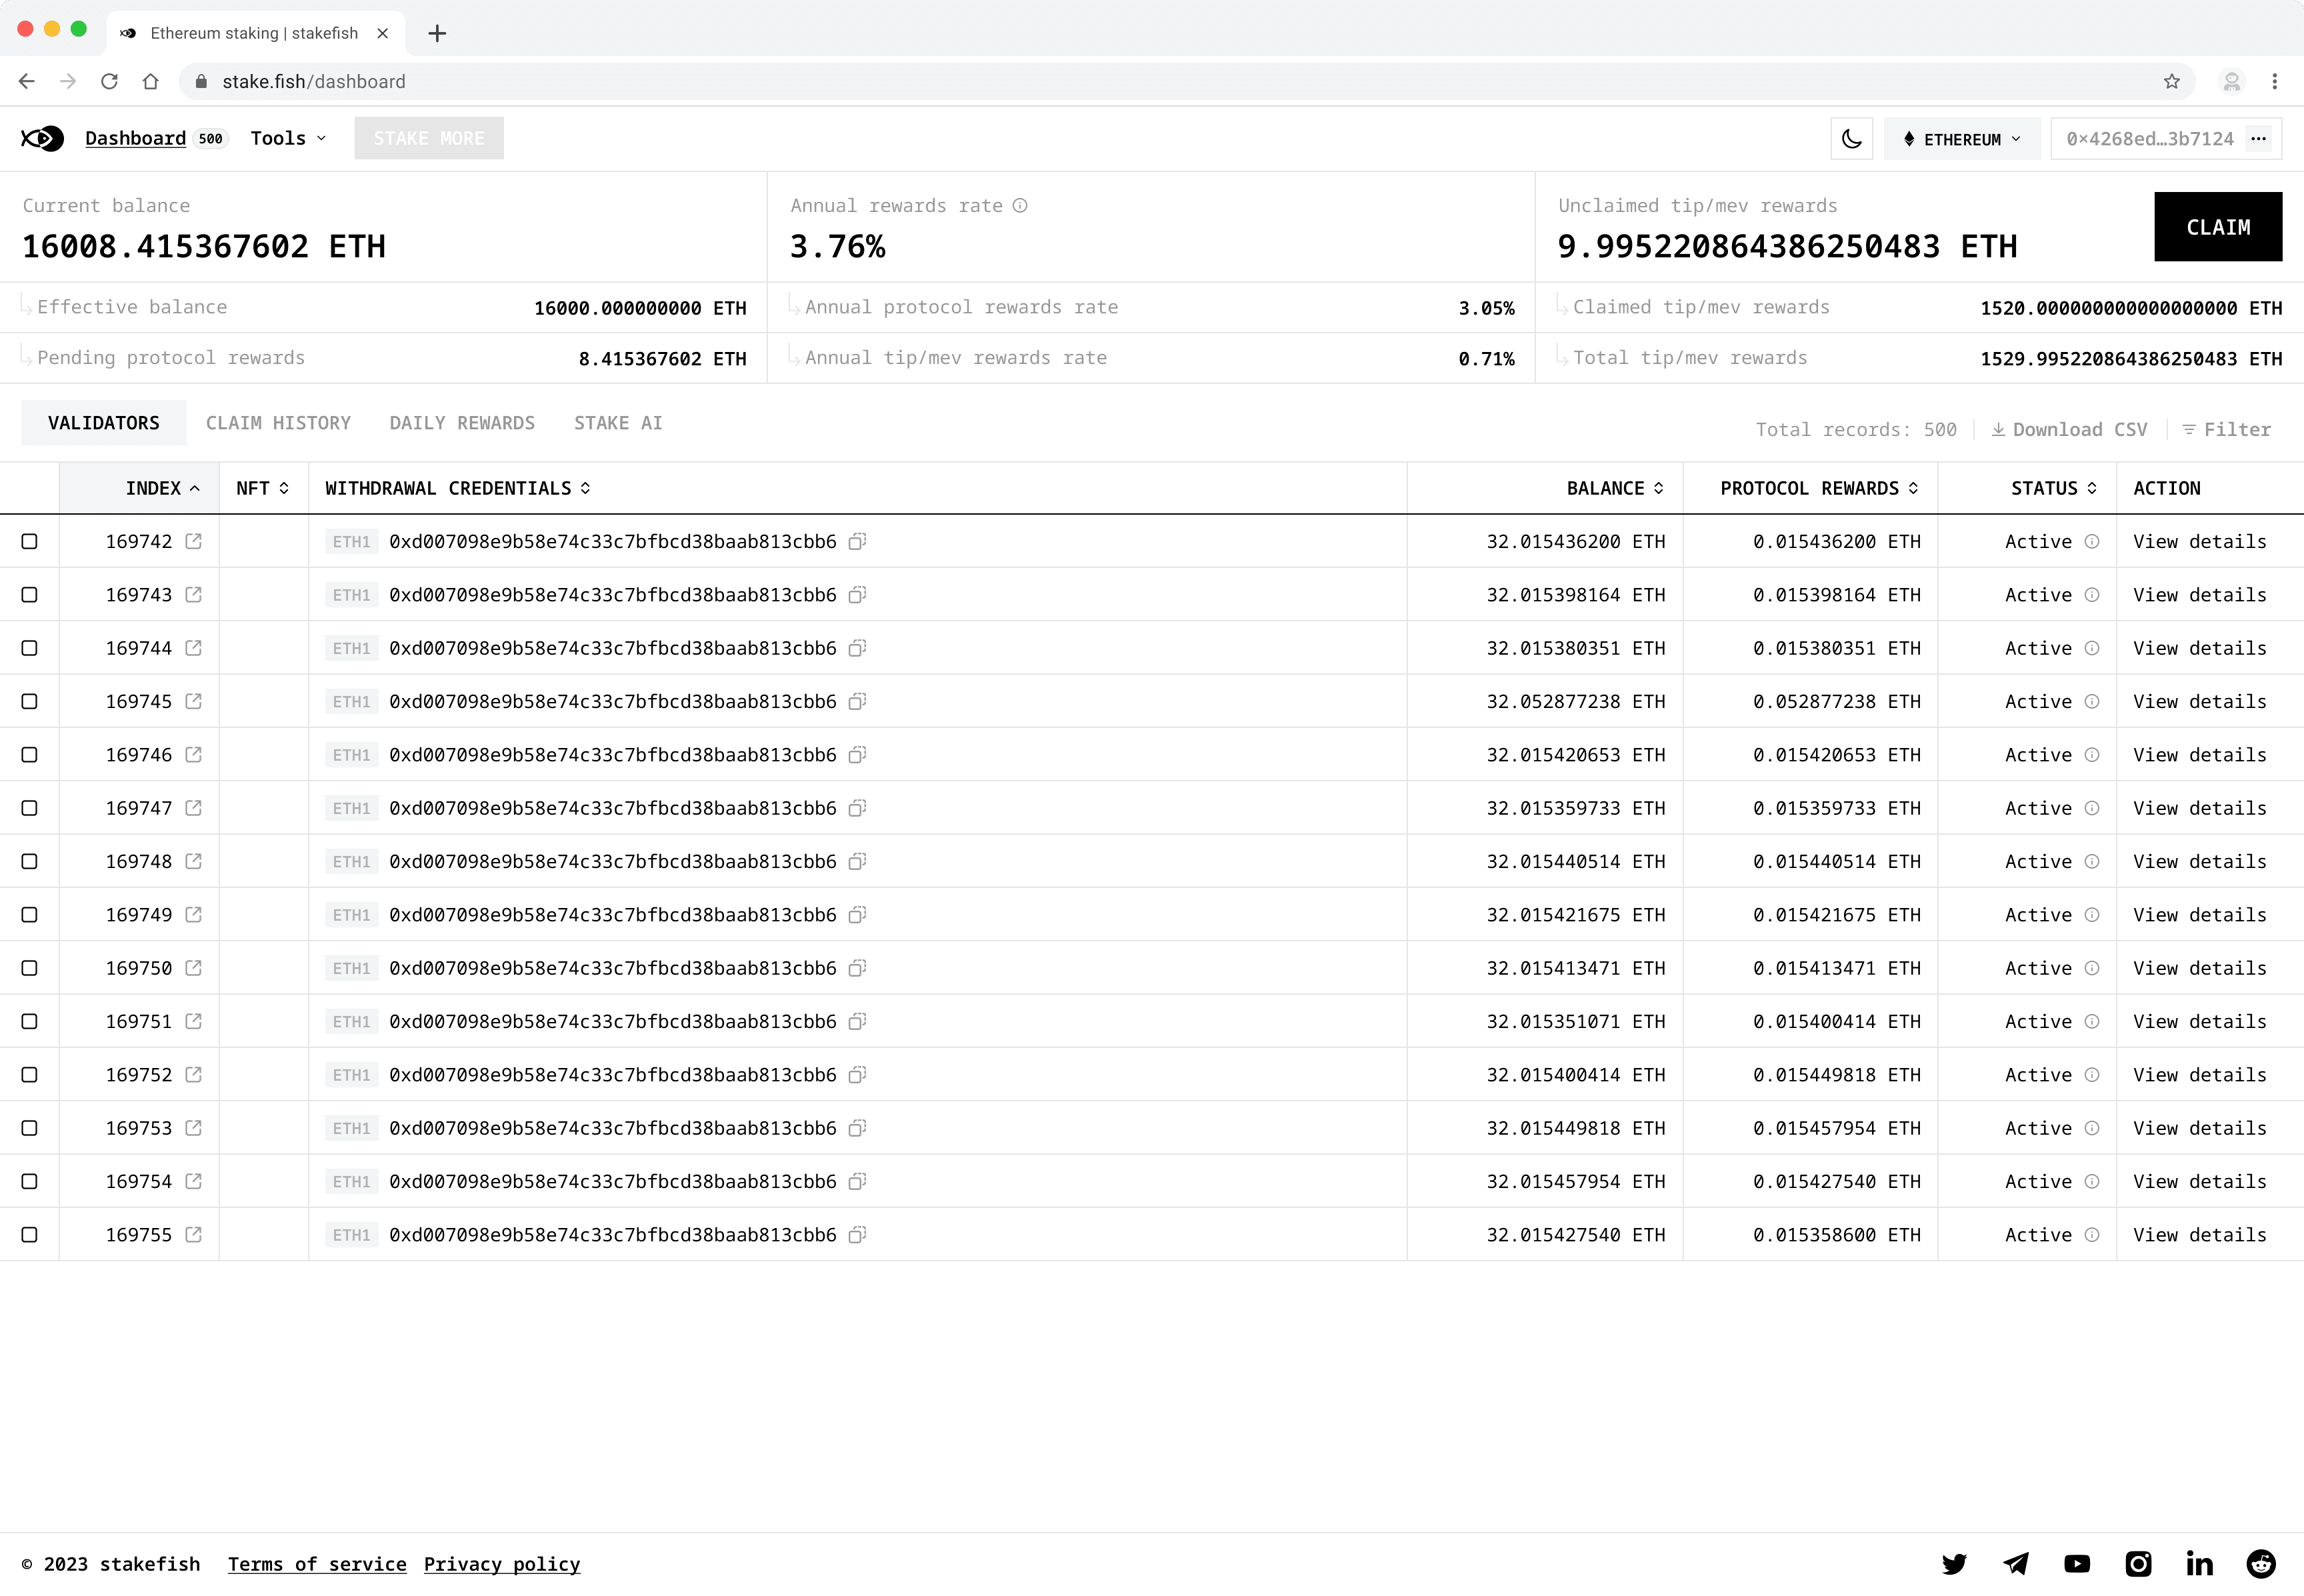 Ethereum staking | stakefish
stake.fish/dashboard
Dashboard 500 Tools STAKE MORE ETHEREUM 0×4268ed…3b7124
Current balance Annual rewards rate Unclaimed tip/mev rewards
16008.415367602 ETH 3.76% 9.995220864386250483 ETH CLAIM
Effective balance 16000.000000000 ETH Annual protocol rewards rate 3.05% Claimed tip/mev rewards 1520.000000000000000000 ETH
Pending protocol rewards 8.415367602 ETH Annual tip/mev rewards rate 0.71% Total tip/mev rewards 1529.995220864386250483 ETH
VALIDATORS CLAIM HISTORY DAILY REWARDS STAKE AI Total records: 500 Download CSV Filter
INDEX NFT WITHDRAWAL CREDENTIALS BALANCE PROTOCOL REWARDS STATUS ACTION
169742 ETH1 0xd007098e9b58e74c33c7bfbcd38baab813cbb6 32.015436200 ETH 0.015436200 ETH Active View details
169743 ETH1 0xd007098e9b58e74c33c7bfbcd38baab813cbb6 32.015398164 ETH 0.015398164 ETH Active View details
169744 ETH1 0xd007098e9b58e74c33c7bfbcd38baab813cbb6 32.015380351 ETH 0.015380351 ETH Active View details
169745 ETH1 0xd007098e9b58e74c33c7bfbcd38baab813cbb6 32.052877238 ETH 0.052877238 ETH Active View details
169746 ETH1 0xd007098e9b58e74c33c7bfbcd38baab813cbb6 32.015420653 ETH 0.015420653 ETH Active View details
169747 ETH1 0xd007098e9b58e74c33c7bfbcd38baab813cbb6 32.015359733 ETH 0.015359733 ETH Active View details
169748 ETH1 0xd007098e9b58e74c33c7bfbcd38baab813cbb6 32.015440514 ETH 0.015440514 ETH Active View details
169749 ETH1 0xd007098e9b58e74c33c7bfbcd38baab813cbb6 32.015421675 ETH 0.015421675 ETH Active View details
169750 ETH1 0xd007098e9b58e74c33c7bfbcd38baab813cbb6 32.015413471 ETH 0.015413471 ETH Active View details
169751 ETH1 0xd007098e9b58e74c33c7bfbcd38baab813cbb6 32.015351071 ETH 0.015400414 ETH Active View details
169752 ETH1 0xd007098e9b58e74c33c7bfbcd38baab813cbb6 32.015400414 ETH 0.015449818 ETH Active View details
169753 ETH1 0xd007098e9b58e74c33c7bfbcd38baab813cbb6 32.015449818 ETH 0.015457954 ETH Active View details
169754 ETH1 0xd007098e9b58e74c33c7bfbcd38baab813cbb6 32.015457954 ETH 0.015427540 ETH Active View details
169755 ETH1 0xd007098e9b58e74c33c7bfbcd38baab813cbb6 32.015427540 ETH 0.015358600 ETH Active View details
© 2023 stakefish Terms of service Privacy policy